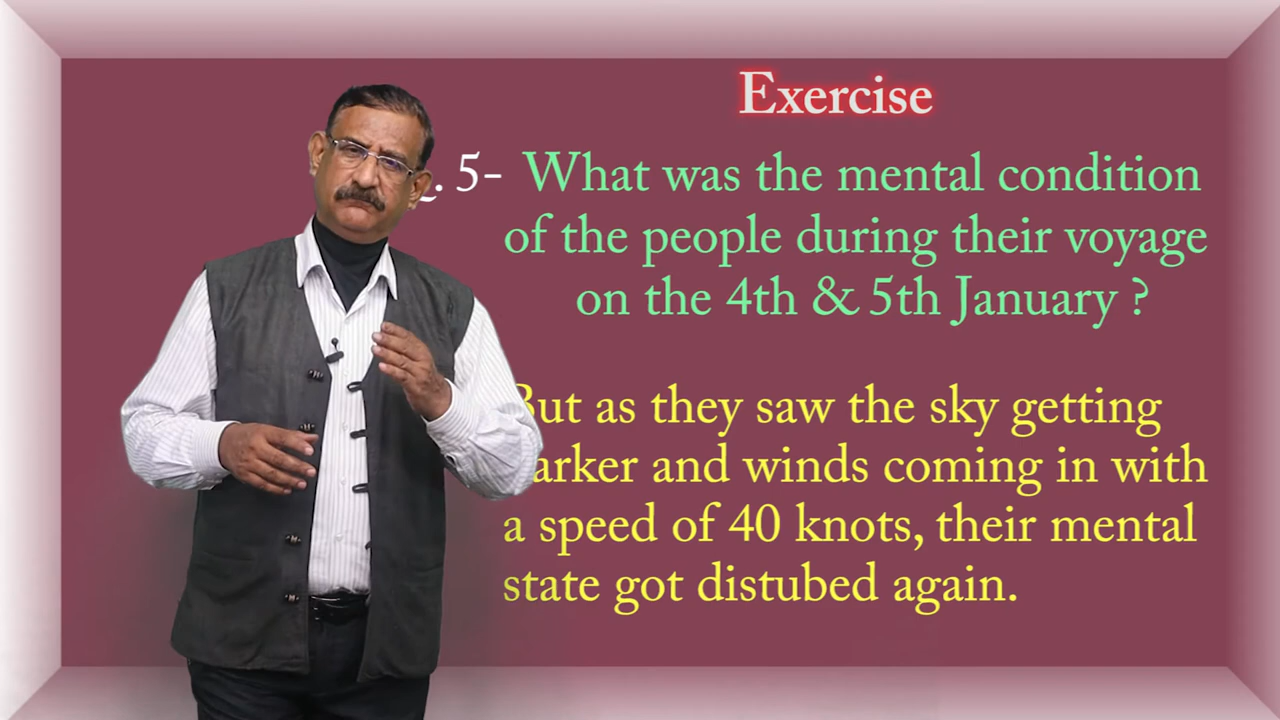 Exercise
. 5- What was the mental condition
of the people during their voyage
on the 4th & 5th January ?
But as they saw the sky getting
arker and winds coming in with
a speed of 40 knots, their mental
state got distubed again.